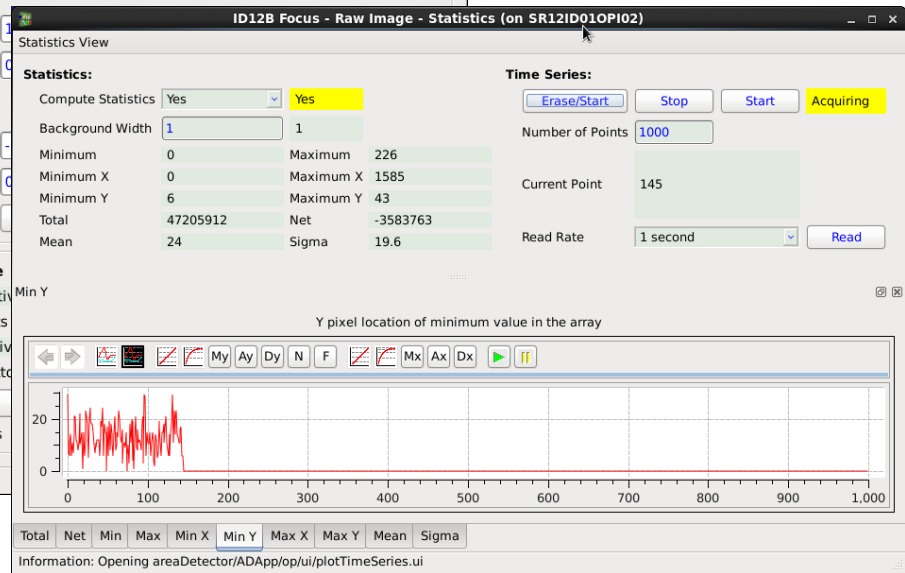 ID12B Focus - Raw Image - Statistics (on SR12ID01OPI02)
Statistics View
Statistics:
Compute Statistics Yes Yes
Background Width 1 1
Minimum 0 Maximum 226
Minimum X 0 Maximum X 1585
Minimum Y 6 Maximum Y 43
Total 47205912 Net -3583763
Mean 24 Sigma 19.6
Time Series:
Erase/Start Stop Start Acquiring
Number of Points 1000
Current Point 145
Read Rate 1 second Read
Min Y
Y pixel location of minimum value in the array
My Ay Dy N F Mx Ax Dx
20
0
0 100 200 300 400 500 600 700 800 900 1,000
Total Net Min Max Min X Min Y Max X Max Y Mean Sigma
Information: Opening areaDetector/ADApp/op/ui/plotTimeSeries.ui